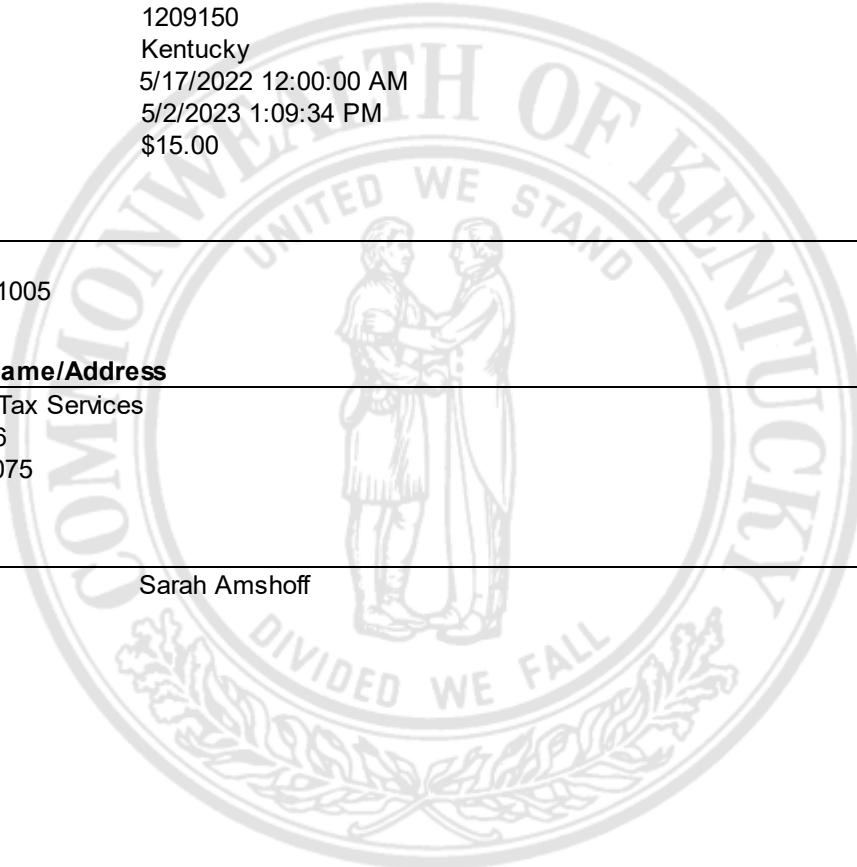 1209150
Kentucky
5/17/2022 12:00:00 AM
5/2/2023 1:09:34 PM
$15.00
1005
ame/Address
Tax Services
6
075
Sarah Amshoff
COMMONWEALTH OF KENTUCKY
UNITED WE STAND
DIVIDED WE FALL